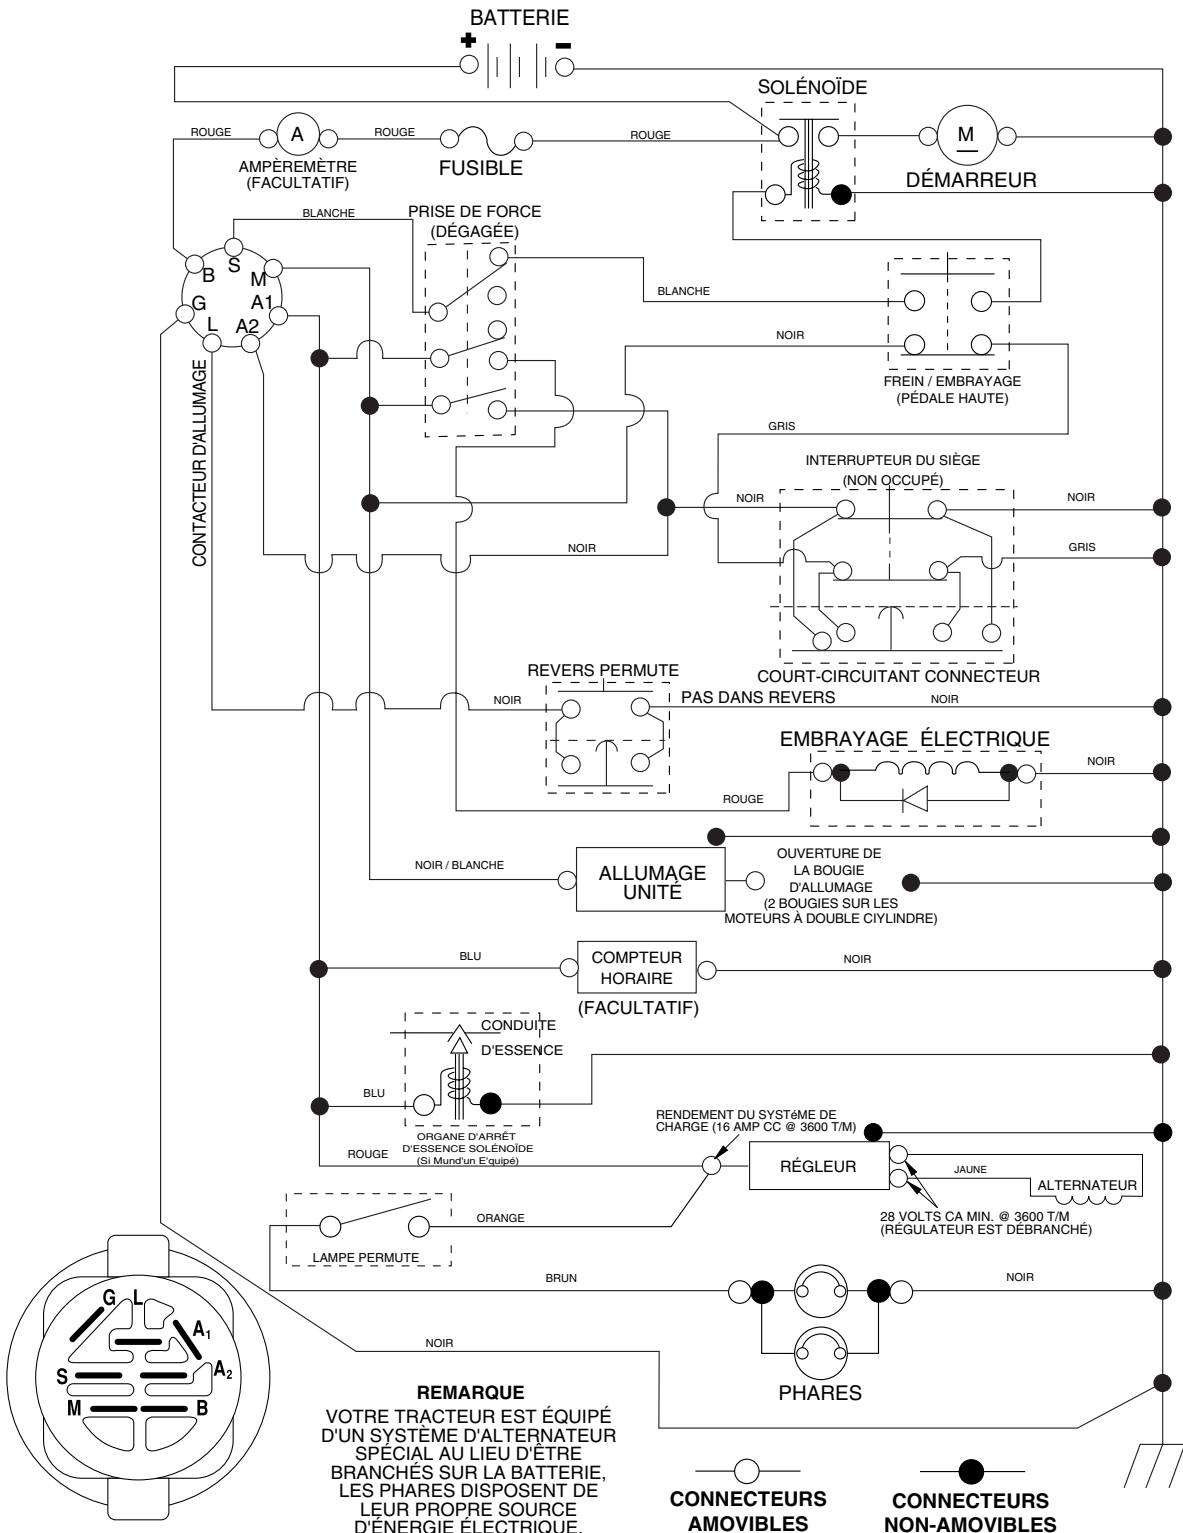 BATTERIE
+ −
SOLÉNOÏDE
ROUGE
A
ROUGE
ROUGE
M
AMPÈREMÈTRE
(FACULTATIF)
FUSIBLE
DÉMARREUR
BLANCHE
PRISE DE FORCE
(DÉGAGÉE)
B
S
M
G
A1
L
A2
BLANCHE
NOIR
FREIN / EMBRAYAGE
(PÉDALE HAUTE)
CONTACTEUR D'ALLUMAGE
GRIS
INTERRUPTEUR DU SIÈGE
(NON OCCUPÉ)
NOIR
NOIR
NOIR
GRIS
COURT-CIRCUITANT CONNECTEUR
REVERS PERMUTE
NOIR
PAS DANS REVERS
NOIR
EMBRAYAGE ÉLECTRIQUE
NOIR
ROUGE
NOIR / BLANCHE
ALLUMAGE
UNITÉ
OUVERTURE DE
LA BOUGIE
D'ALLUMAGE
(2 BOUGIES SUR LES
MOTEURS À DOUBLE CIYLINDRE)
BLU
COMPTEUR
HORAIRE
NOIR
(FACULTATIF)
CONDUITE
D'ESSENCE
BLU
ORGANE D'ARRÊT
D'ESSENCE SOLÉNOÏDE
(Si Mund'un E'quipé)
RENDEMENT DU SYSTéME DE
CHARGE (16 AMP CC @ 3600 T/M)
ROUGE
RÉGLEUR
JAUNE
ALTERNATEUR
28 VOLTS CA MIN. @ 3600 T/M
(RÉGULATEUR EST DÉBRANCHÉ)
ORANGE
LAMPE PERMUTE
BRUN
NOIR
G L
A1
S
A2
M
B
NOIR
PHARES
REMARQUE
VOTRE TRACTEUR EST ÉQUIPÉ
D'UN SYSTÈME D'ALTERNATEUR
SPÉCIAL AU LIEU D'ÊTRE
BRANCHÉS SUR LA BATTERIE,
LES PHARES DISPOSENT DE
LEUR PROPRE SOURCE
D'ÉNERGIE ÉLECTRIQUE.
CONNECTEURS
AMOVIBLES
CONNECTEURS
NON-AMOVIBLES